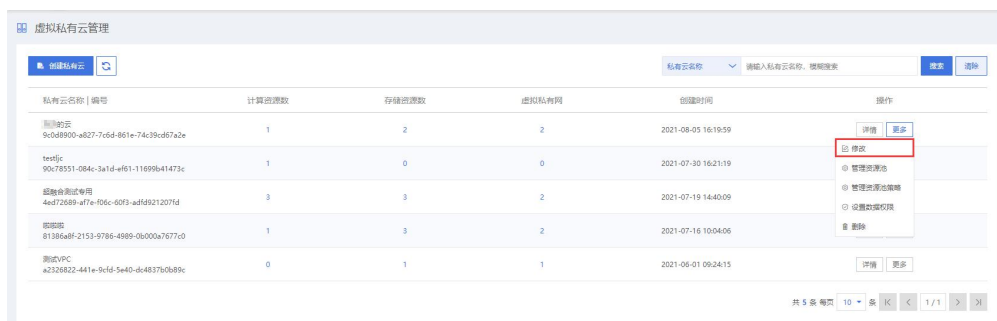 虚拟私有云管理
创建私有云
私有云名称 请输入私有云名称，模糊搜索 搜索 清除
私有云名称 | 编号 计算资源数 存储资源数 虚拟私有网 创建时间 操作
的云
9c0d8900-a827-7c6d-861e-74c39cd67a2e 1 2 2 2021-08-05 16:19:59 详情 更多
修改
testljc
90c78551-084c-3a1d-ef61-11699b41473c 1 0 0 2021-07-30 16:21:19
管理资源池
管理资源池策略
超融合测试专用
4ed72689-af7e-f06c-60f3-adfd921207fd 3 3 2 2021-07-19 14:40:09
设置数据权限
啦啦啦
81386a8f-2153-9786-4989-0b000a7677c0 1 3 2 2021-07-16 10:04:06
删除
测试VPC
a2326822-441e-9cfd-5e40-dc4837b0b89c 0 1 1 2021-06-01 09:24:15 详情 更多
共 5 条 每页 10 条 1 / 1